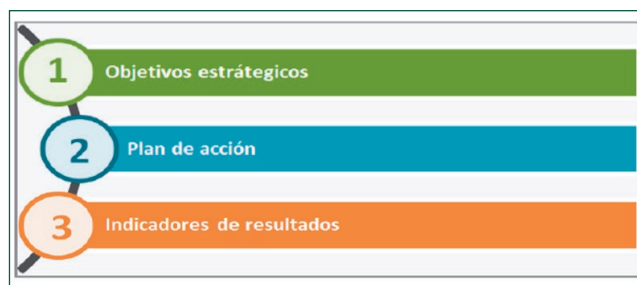 1 Objetivos estrátegicos
2 Plan de acción
3 Indicadores de resultados